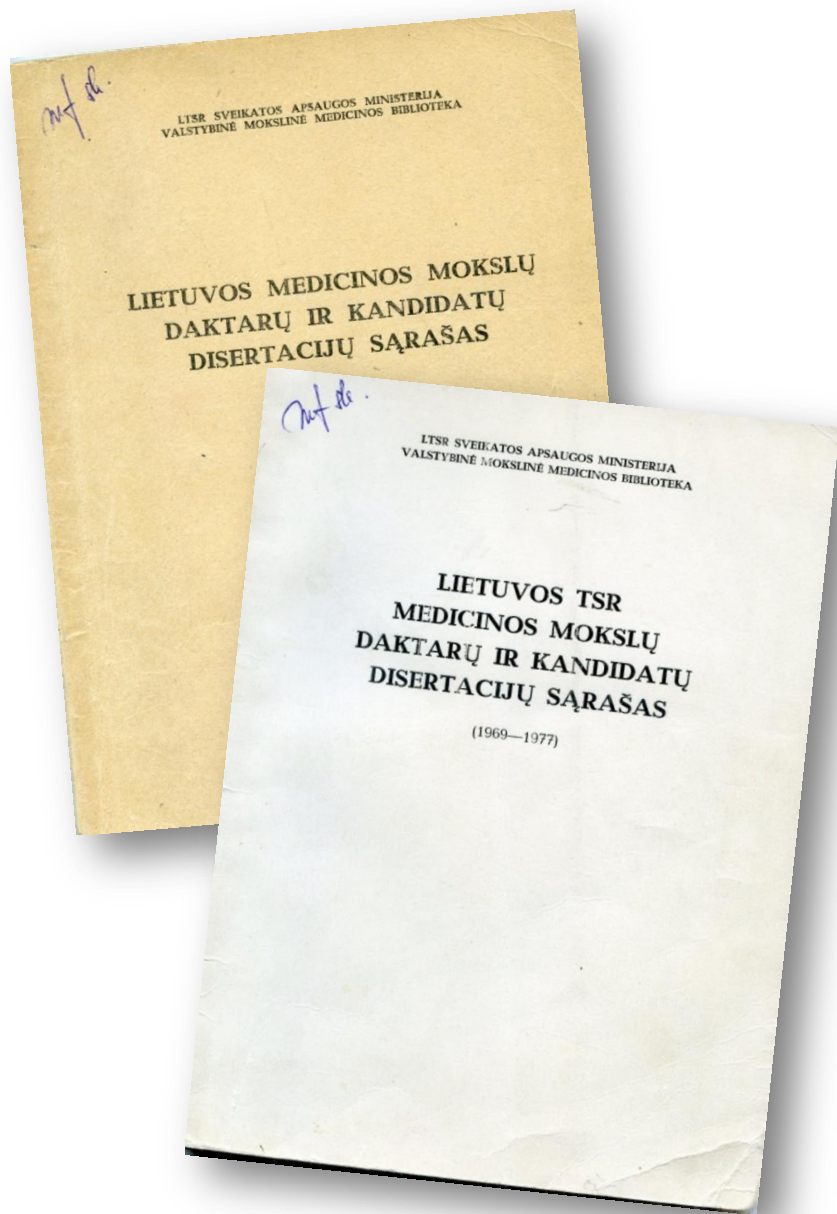 LTSR SVEIKATOS APSAUGOS MINISTERIJA
VALSTYBINĖ MOKSLINĖ MEDICINOS BIBLIOTEKA
LIETUVOS MEDICINOS MOKSLŲ
DAKTARŲ IR KANDIDATŲ
DISERTACIJŲ SĄRAŠAS
LTSR SVEIKATOS APSAUGOS MINISTERIJA
VALSTYBINĖ MOKSLINĖ MEDICINOS BIBLIOTEKA
LIETUVOS TSR
MEDICINOS MOKSLŲ
DAKTARŲ IR KANDIDATŲ
DISERTACIJŲ SĄRAŠAS
(1969—1977)